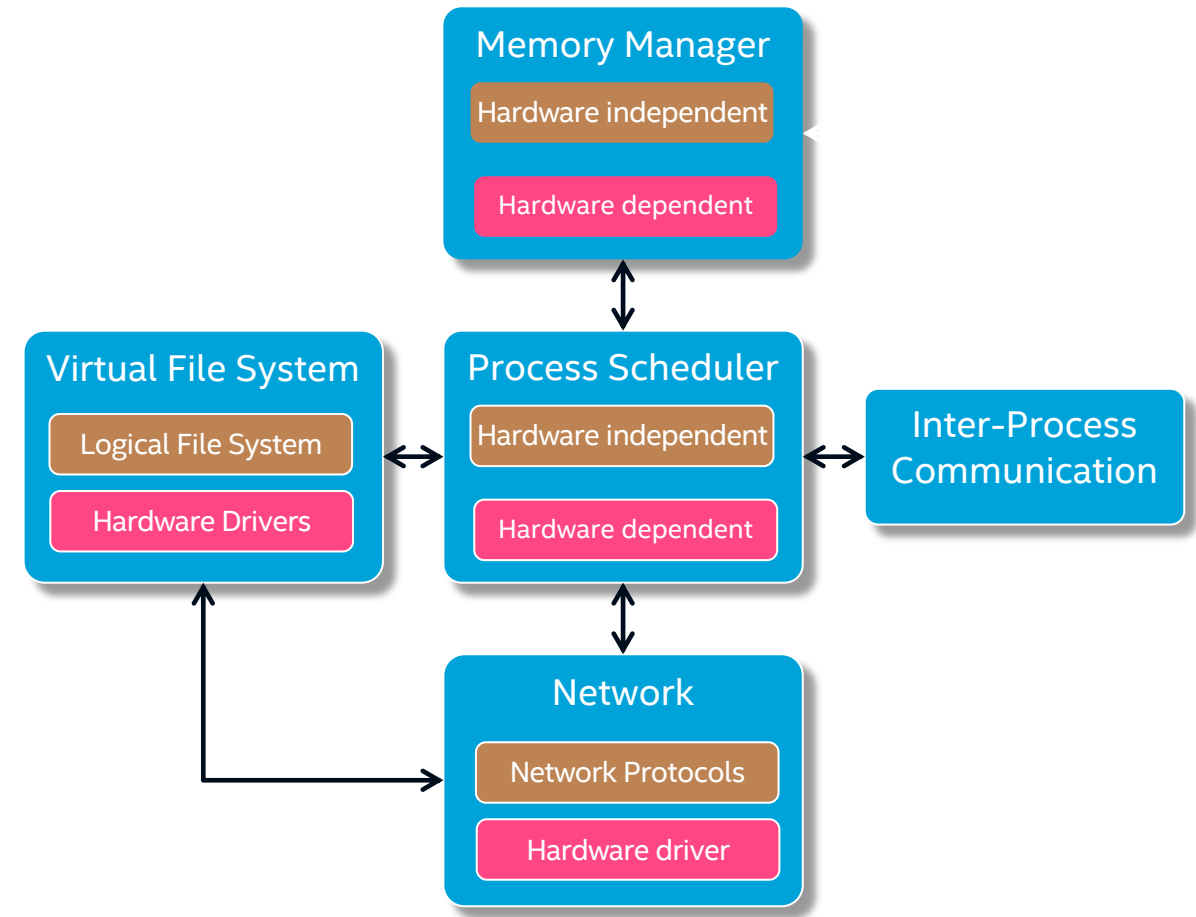 Memory Manager
Hardware independent
Hardware dependent
Virtual File System
Logical File System
Hardware Drivers
Process Scheduler
Hardware independent
Hardware dependent
Inter-Process
Communication
Network
Network Protocols
Hardware driver